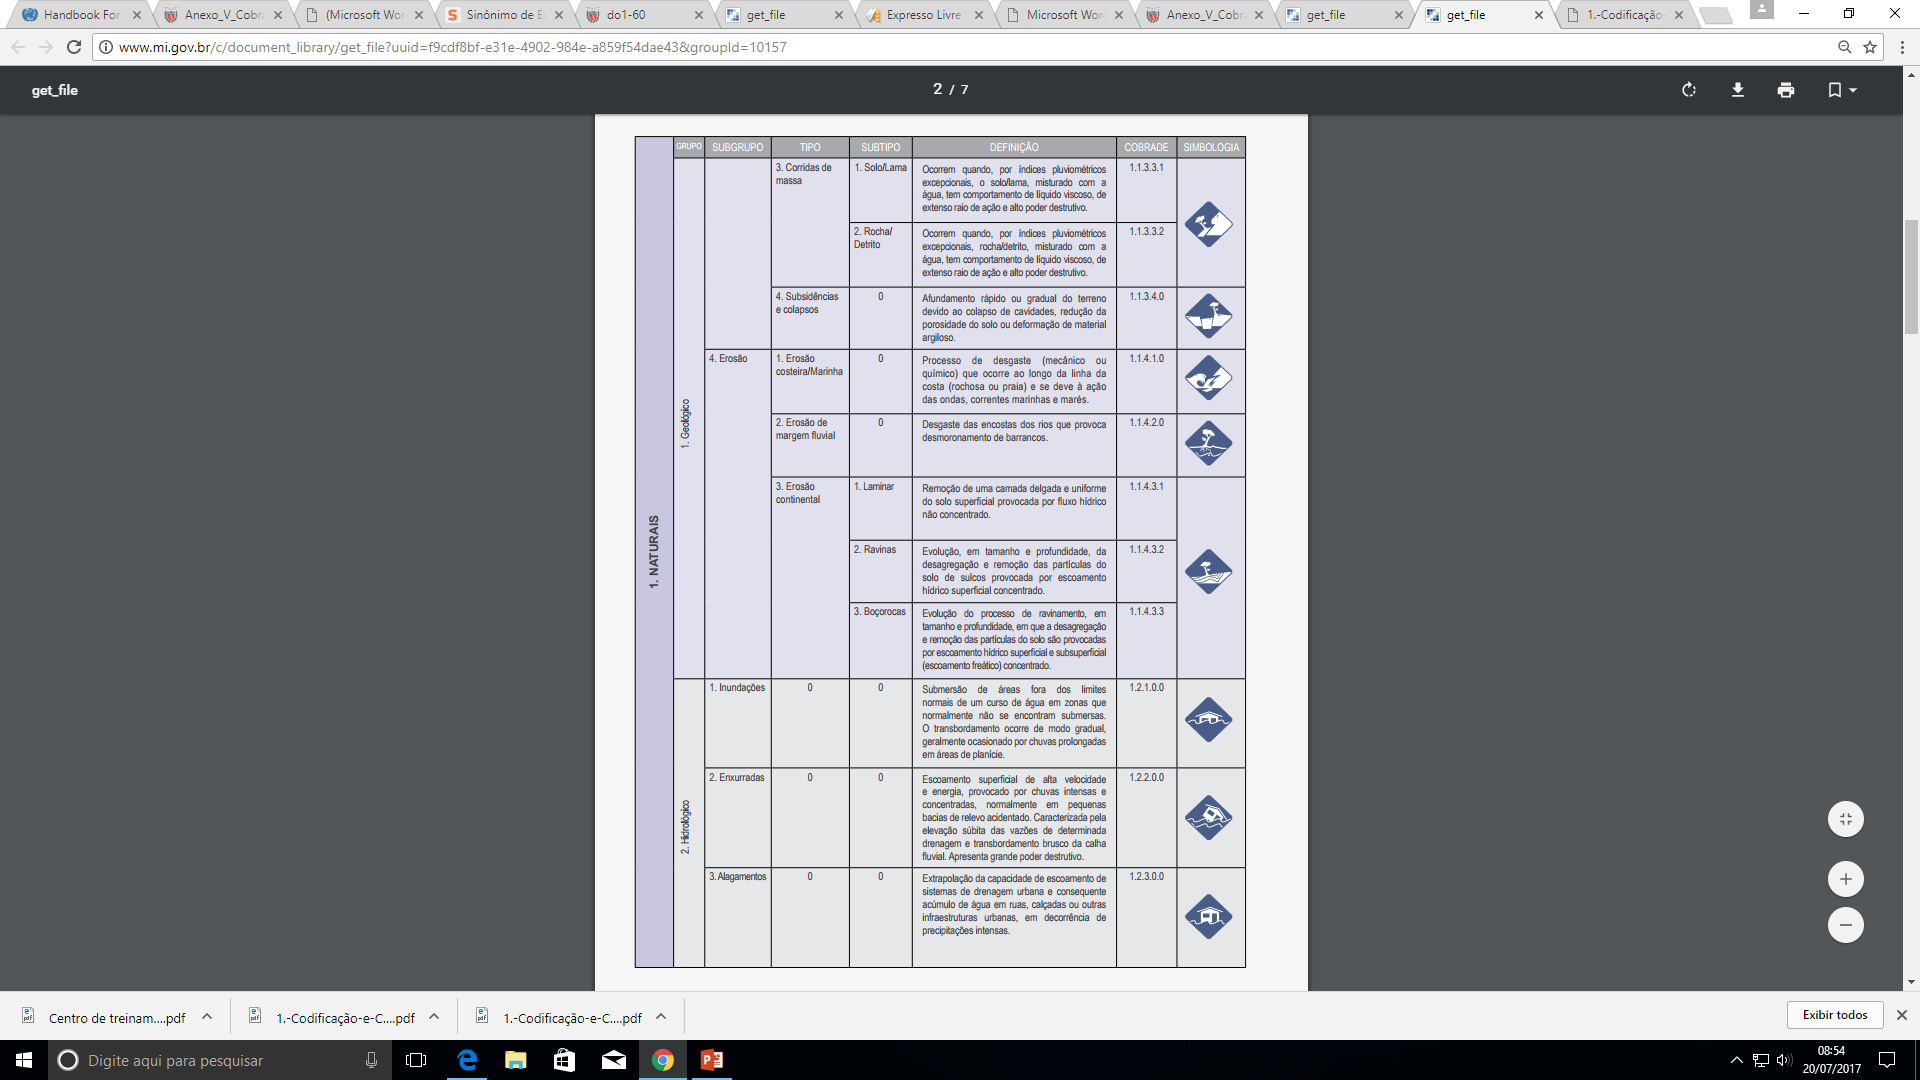 Handbook For
Anexo_V_Cobra
(Microsoft Wor
Sinônimo de E
do1-60
get_file
Expresso Livre
Microsoft Word
Anexo_V_Cobra
get_file
get_file
1.-Codificação-
www.mi.gov.br/c/document_library/get_file?uuid=f9cdf8bf-e31e-4902-984e-a859f54dae43&groupId=10157
get_file
2 / 7
GRUPO SUBGRUPO TIPO SUBTIPO DEFINIÇÃO COBRADE SIMBOLOGIA
1. NATURAIS
1. Geológico
3. Corridas de
massa
1. Solo/Lama
Ocorrem quando, por índices pluviométricos
excepcionais, o solo/lama, misturado com a
água, tem comportamento de líquido viscoso, de
extenso raio de ação e alto poder destrutivo.
1.1.3.3.1
2. Rocha/
Detrito
Ocorrem quando, por índices pluviométricos
excepcionais, rocha/detrito, misturado com a
água, tem comportamento de líquido viscoso, de
extenso raio de ação e alto poder destrutivo.
1.1.3.3.2
4. Subsidências
e colapsos
0
Afundamento rápido ou gradual do terreno
devido ao colapso de cavidades, redução da
porosidade do solo ou deformação de material
argiloso.
1.1.3.4.0
4. Erosão
1. Erosão
costeira/Marinha
0
Processo de desgaste (mecânico ou
químico) que ocorre ao longo da linha da
costa (rochosa ou praia) e se deve à ação
das ondas, correntes marinhas e marés.
1.1.4.1.0
2. Erosão de
margem fluvial
0
Desgaste das encostas dos rios que provoca
desmoronamento de barrancos.
1.1.4.2.0
3. Erosão
continental
1. Laminar
Remoção de uma camada delgada e uniforme
do solo superficial provocada por fluxo hídrico
não concentrado.
1.1.4.3.1
2. Ravinas
Evolução, em tamanho e profundidade, da
desagregação e remoção das partículas do
solo de sulcos provocada por escoamento
hídrico superficial concentrado.
1.1.4.3.2
3. Boçorocas
Evolução do processo de ravinamento, em
tamanho e profundidade, em que a desagregação
e remoção das partículas do solo são provocadas
por escoamento hídrico superficial e subsuperficial
(escoamento freático) concentrado.
1.1.4.3.3
2. Hidrológico
1. Inundações
0
0
Submersão de áreas fora dos limites
normais de um curso de água em zonas que
normalmente não se encontram submersas.
O transbordamento ocorre de modo gradual,
geralmente ocasionado por chuvas prolongadas
em áreas de planície.
1.2.1.0.0
2. Enxurradas
0
0
Escoamento superficial de alta velocidade
e energia, provocado por chuvas intensas e
concentradas, normalmente em pequenas
bacias de relevo acidentado. Caracterizada pela
elevação súbita das vazões de determinada
drenagem e transbordamento brusco da calha
fluvial. Apresenta grande poder destrutivo.
1.2.2.0.0
3. Alagamentos
0
0
Extrapolação da capacidade de escoamento de
sistemas de drenagem urbana e consequente
acúmulo de água em ruas, calçadas ou outras
infraestruturas urbanas, em decorrência de
precipitações intensas.
1.2.3.0.0
Centro de treinam....pdf
1.-Codificação-e-C....pdf
1.-Codificação-e-C....pdf
Exibir todos
Digite aqui para pesquisar
08:54
20/07/2017